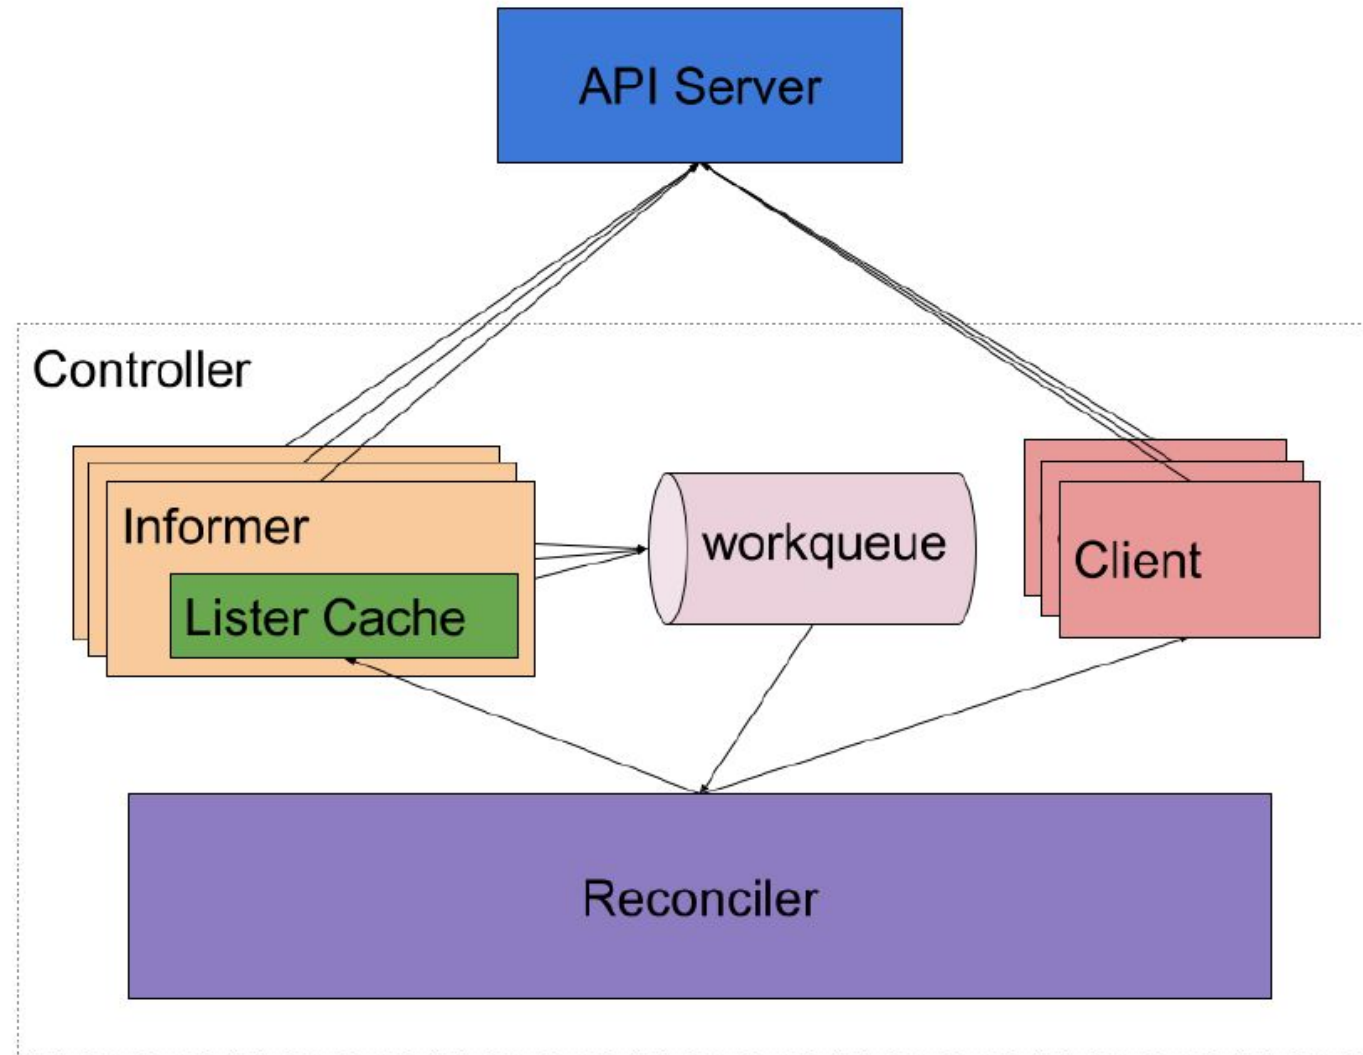 API Server
Controller
Informer
Lister Cache
workqueue
Client
Reconciler